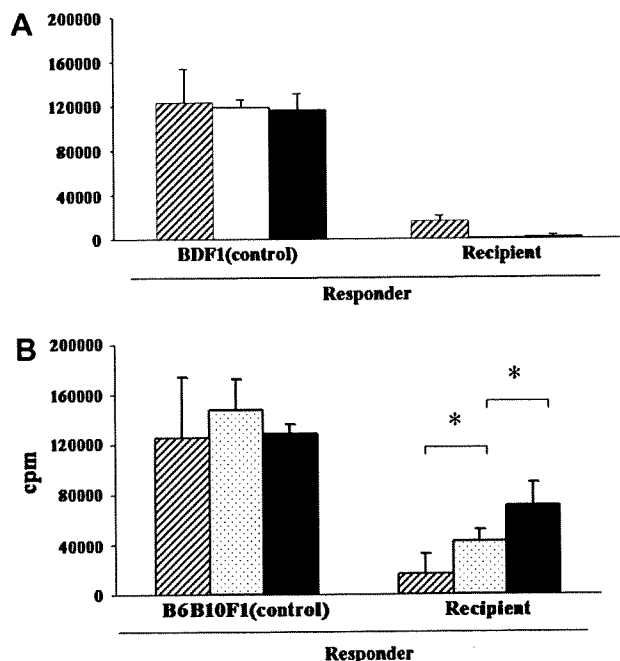 A
200000
160000
120000
80000
40000
0
BDF1(control) Recipient
Responder
B
200000
160000
120000
80000
40000
0
cpm
* *
B6B10F1(control) Recipient
Responder